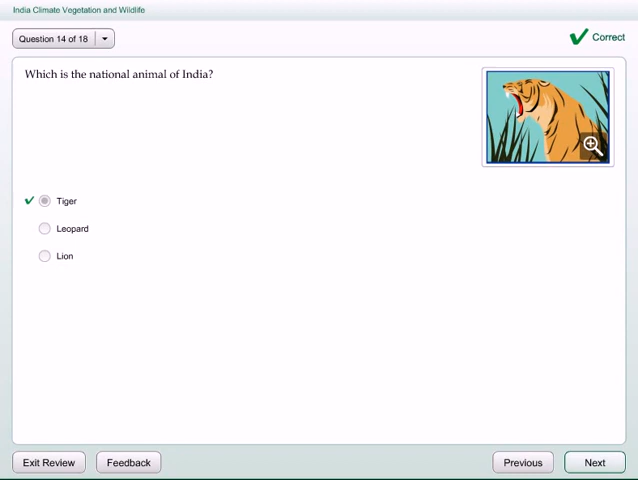 India Climate Vegetation and Wildlife
Question 14 of 18
Correct
Which is the national animal of India?
Tiger
Leopard
Lion
Exit Review
Feedback
Previous
Next